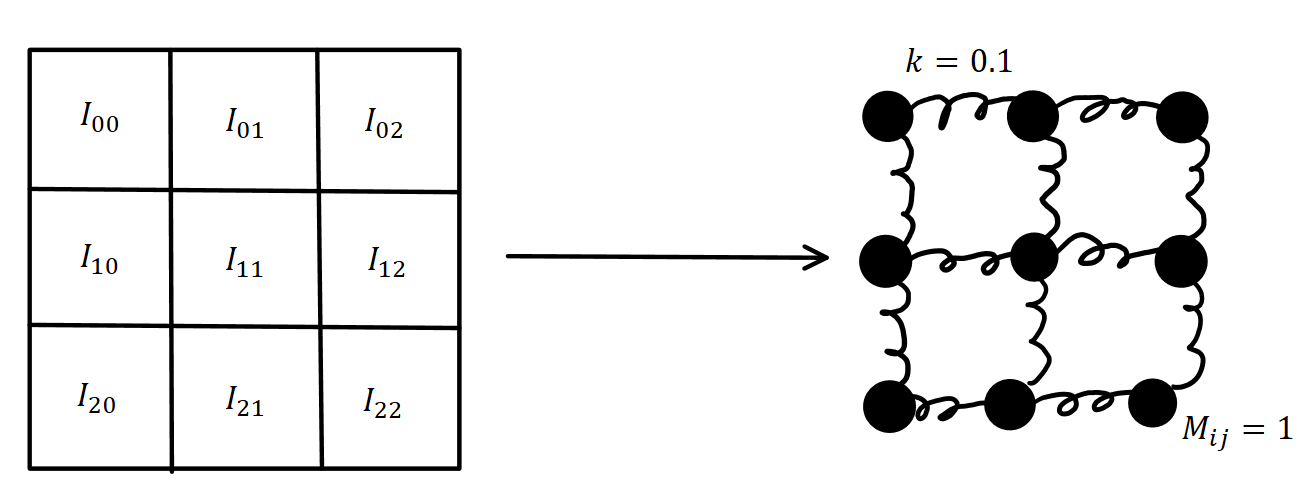 k = 0.1
I₀₀ I₀₁ I₀₂
I₁₀ I₁₁ I₁₂
I₂₀ I₂₁ I₂₂
Mᵢⱼ = 1